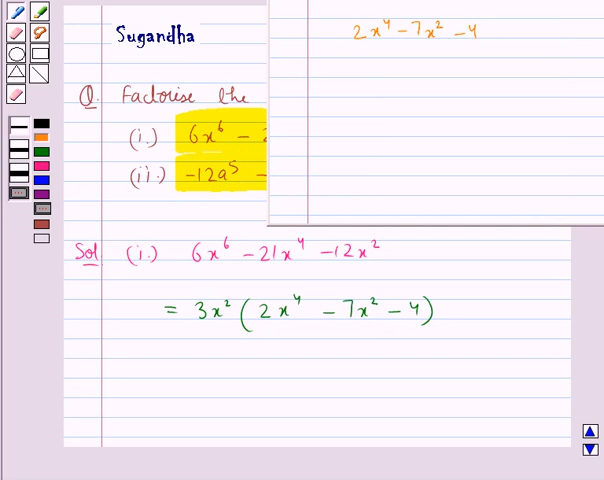 Sugandha
2x⁴ - 7x² - 4
Q. Factorise the
(i.) 6x⁶ -
(ii.) -12a⁵ -
Sol (i.) 6x⁶ - 21x⁴ - 12x²
= 3x² ( 2x⁴ - 7x² - 4 )